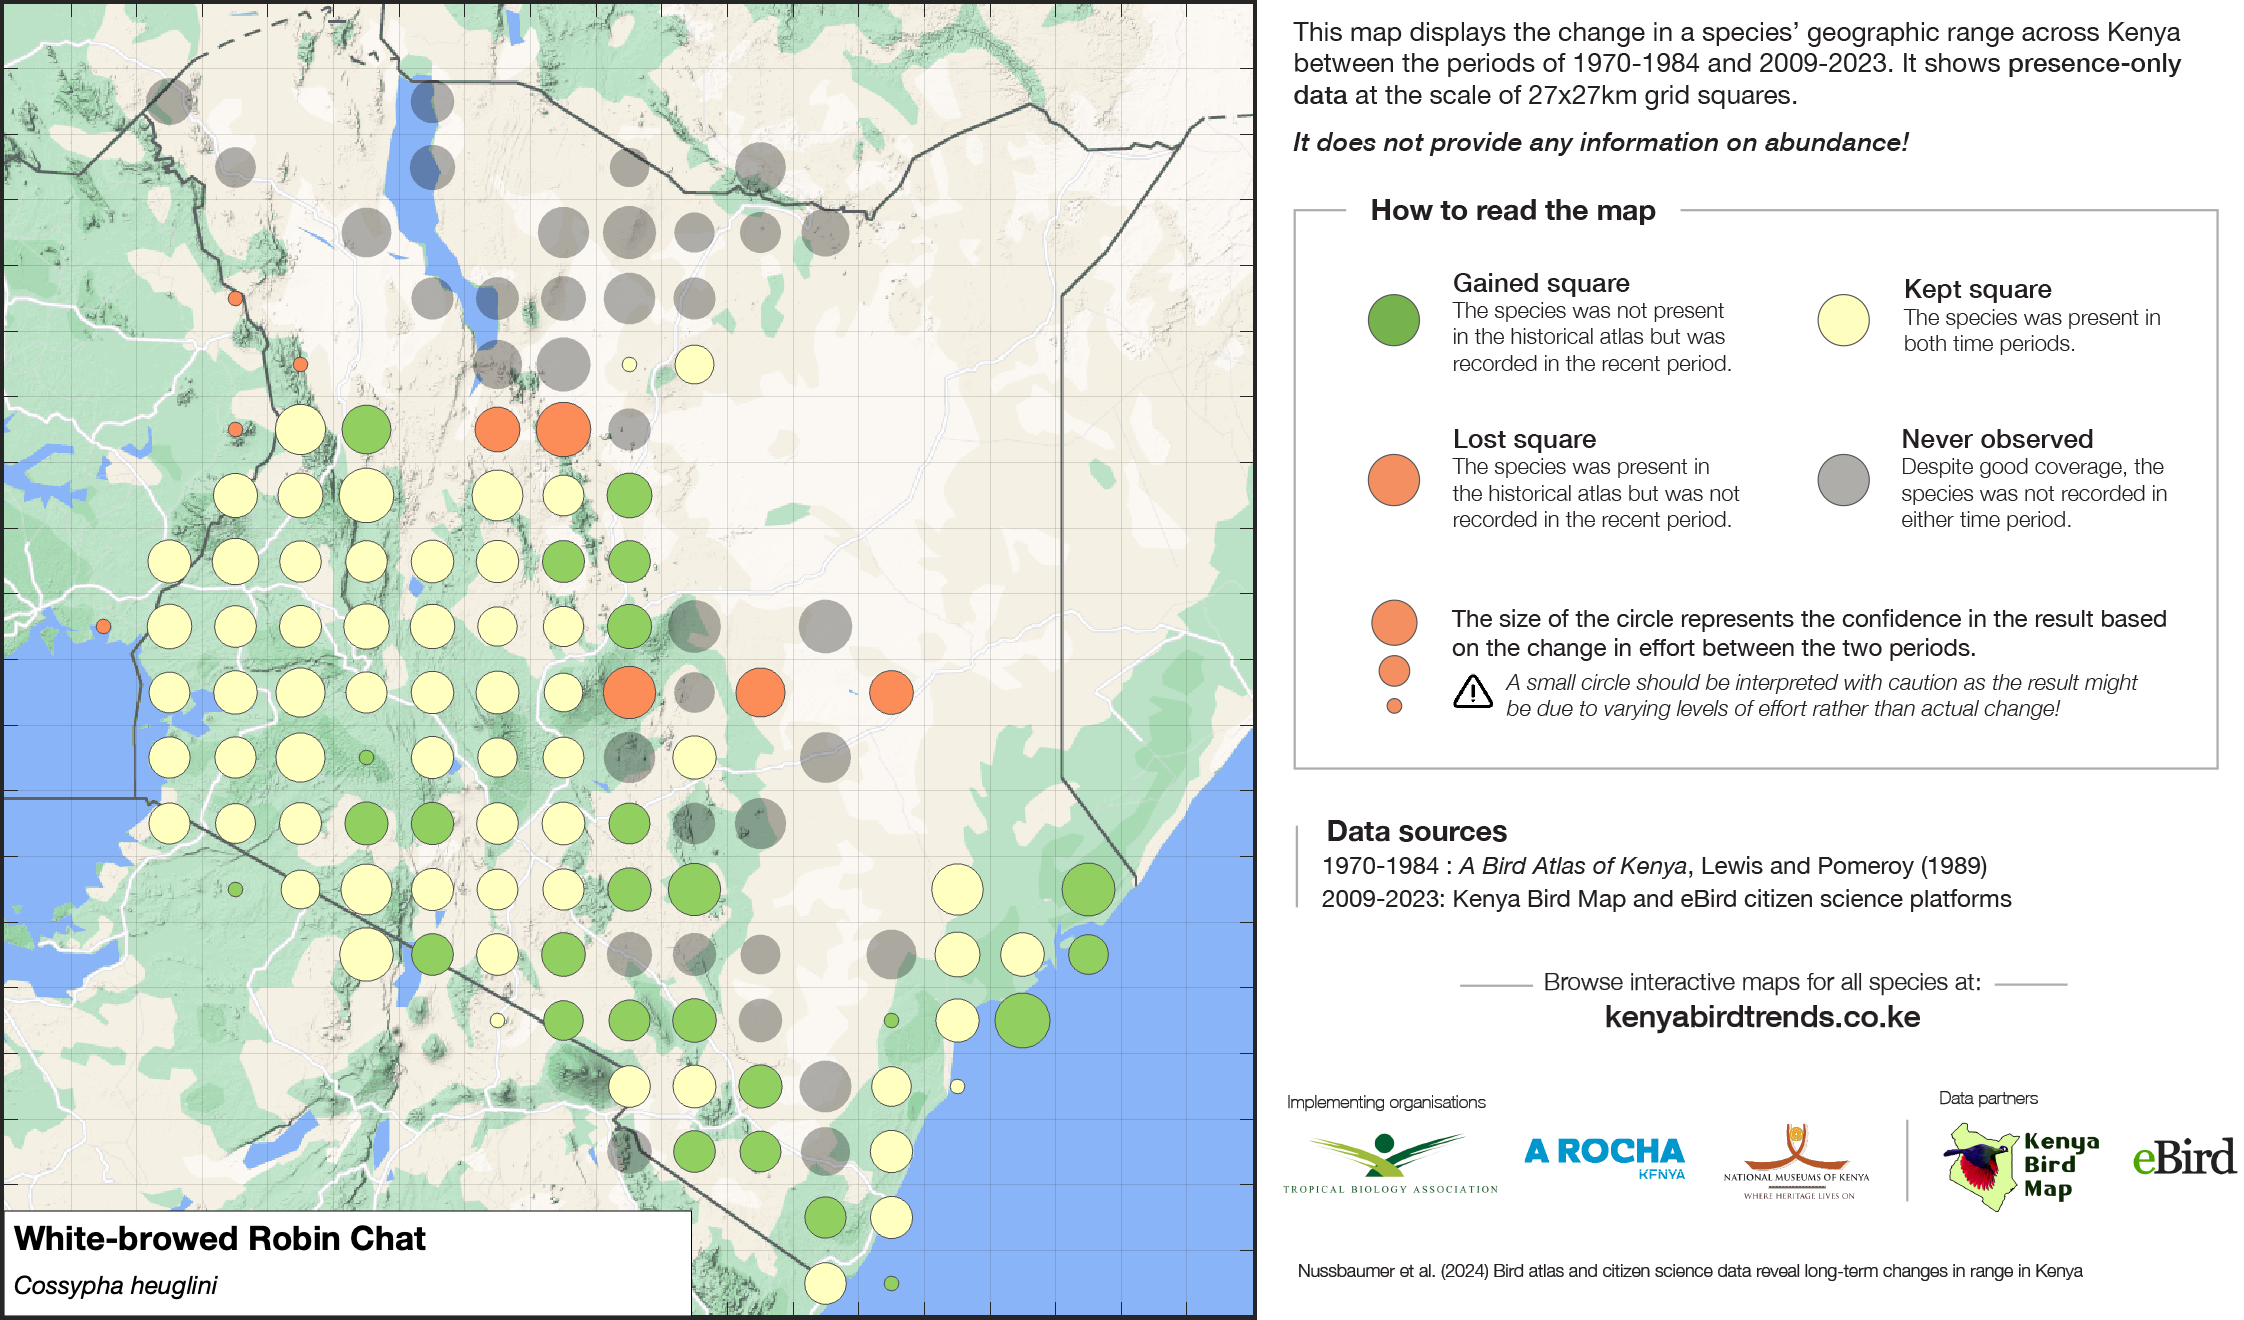 This map displays the change in a species’ geographic range across Kenya
between the periods of 1970-1984 and 2009-2023. It shows presence-only
data at the scale of 27x27km grid squares.
It does not provide any information on abundance!
How to read the map
Gained square
The species was not present
in the historical atlas but was
recorded in the recent period.
Kept square
The species was present in
both time periods.
Lost square
The species was present in
the historical atlas but was not
recorded in the recent period.
Never observed
Despite good coverage, the
species was not recorded in
either time period.
The size of the circle represents the confidence in the result based
on the change in effort between the two periods.
A small circle should be interpreted with caution as the result might
be due to varying levels of effort rather than actual change!
Data sources
1970-1984 : A Bird Atlas of Kenya, Lewis and Pomeroy (1989)
2009-2023: Kenya Bird Map and eBird citizen science platforms
Browse interactive maps for all species at:
kenyabirdtrends.co.ke
Implementing organisations
Data partners
TROPICAL BIOLOGY ASSOCIATION
A ROCHA
KENYA
NATIONAL MUSEUMS OF KENYA
WHERE HERITAGE LIVES ON
Kenya
Bird
Map
eBird
White-browed Robin Chat
Cossypha heuglini
Nussbaumer et al. (2024) Bird atlas and citizen science data reveal long-term changes in range in Kenya